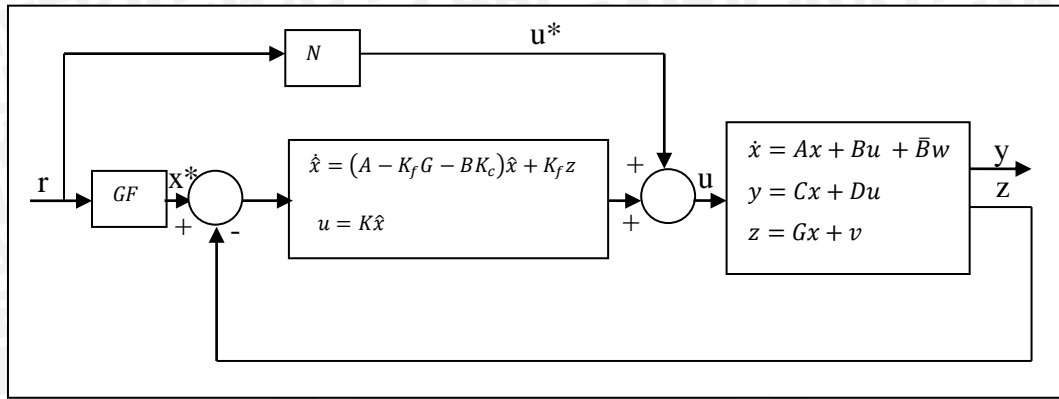 u*
N
r
GF
x*
+
-
ẋ̂ = (A − K_f G − BK_c)x̂ + K_f z
u = Kx̂
+
+
u
ẋ = Ax + Bu + B̄w
y = Cx + Du
z = Gx + v
y
z